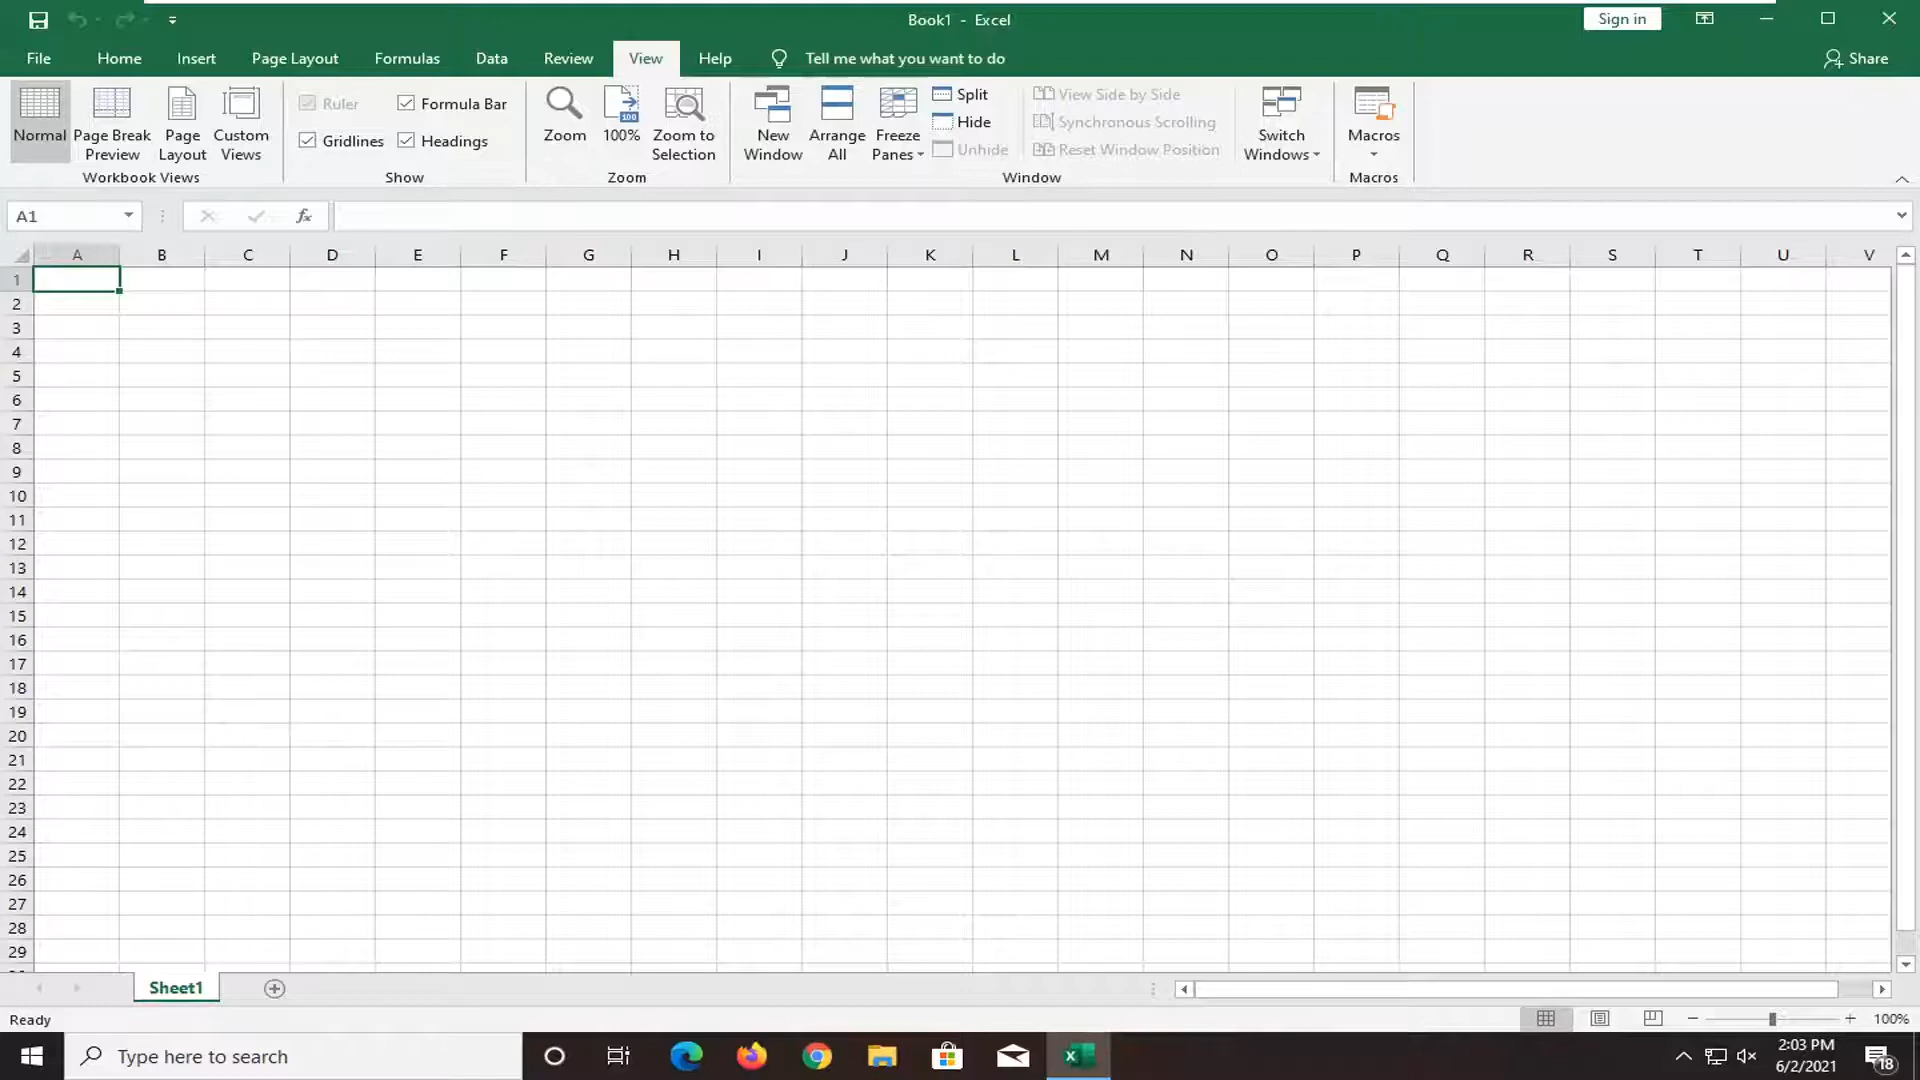 Book1 - Excel
Sign in
File Home Insert Page Layout Formulas Data Review View Help Tell me what you want to do Share
Normal
Page Break Preview
Page Layout
Custom Views
Workbook Views
Ruler
Formula Bar
Gridlines
Headings
Show
Zoom
100%
Zoom to Selection
Zoom
New Window
Arrange All
Freeze Panes
Split
Hide
Unhide
View Side by Side
Synchronous Scrolling
Reset Window Position
Window
Switch Windows
Macros
Macros
A1
fx
A B C D E F G H I J K L M N O P Q R S T U V
1
2
3
4
5
6
7
8
9
10
11
12
13
14
15
16
17
18
19
20
21
22
23
24
25
26
27
28
29
Sheet1
Ready
100%
Type here to search
2:03 PM
6/2/2021
18